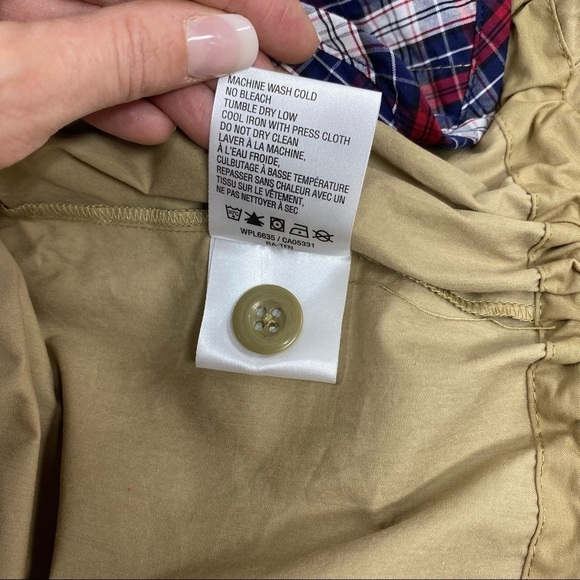 MACHINE WASH COLD
NO BLEACH
TUMBLE DRY LOW
COOL IRON WITH PRESS CLOTH
DO NOT DRY CLEAN
LAVER À LA MACHINE,
À L'EAU FROIDE,
CULBUTAGE À BASSE TEMPÉRATURE
REPASSER SANS CHALEUR AVEC UN
TISSU SUR LE VÊTEMENT,
NE PAS NETTOYER À SEC
WPL6635 / CA05331